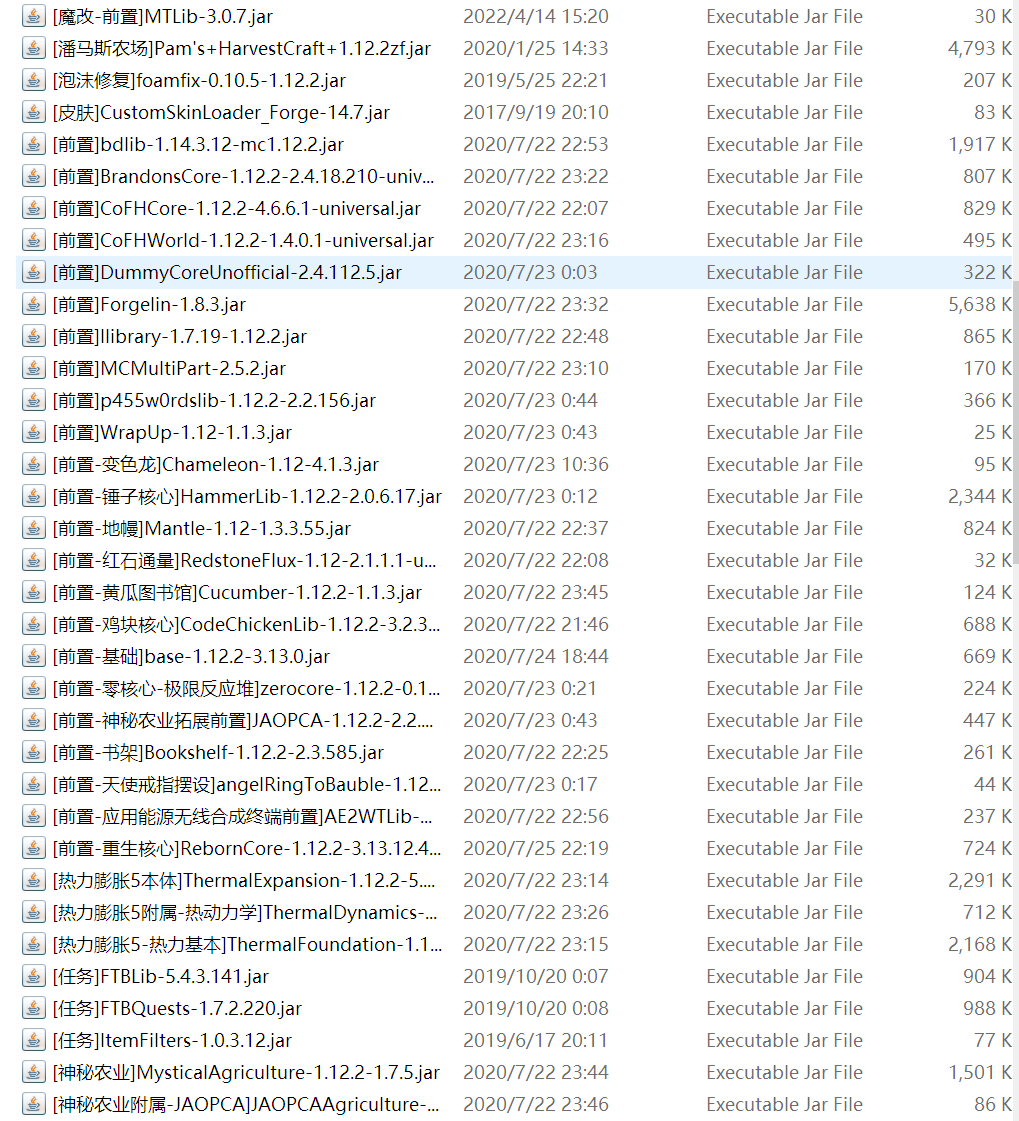 [魔改-前置]MTLib-3.0.7.jar 2022/4/14 15:20 Executable Jar File 30 K
[潘马斯农场]Pam's+HarvestCraft+1.12.2zf.jar 2020/1/25 14:33 Executable Jar File 4,793 K
[泡沫修复]foamfix-0.10.5-1.12.2.jar 2019/5/25 22:21 Executable Jar File 207 K
[皮肤]CustomSkinLoader_Forge-14.7.jar 2017/9/19 20:10 Executable Jar File 83 K
[前置]bdlib-1.14.3.12-mc1.12.2.jar 2020/7/22 22:53 Executable Jar File 1,917 K
[前置]BrandonsCore-1.12.2-2.4.18.210-univ... 2020/7/22 23:22 Executable Jar File 807 K
[前置]CoFHCore-1.12.2-4.6.6.1-universal.jar 2020/7/22 22:07 Executable Jar File 829 K
[前置]CoFHWorld-1.12.2-1.4.0.1-universal.jar 2020/7/22 23:16 Executable Jar File 495 K
[前置]DummyCoreUnofficial-2.4.112.5.jar 2020/7/23 0:03 Executable Jar File 322 K
[前置]Forgelin-1.8.3.jar 2020/7/22 23:32 Executable Jar File 5,638 K
[前置]llibrary-1.7.19-1.12.2.jar 2020/7/22 22:48 Executable Jar File 865 K
[前置]MCMultiPart-2.5.2.jar 2020/7/22 23:10 Executable Jar File 170 K
[前置]p455w0rdslib-1.12.2-2.2.156.jar 2020/7/23 0:44 Executable Jar File 366 K
[前置]WrapUp-1.12-1.1.3.jar 2020/7/23 0:43 Executable Jar File 25 K
[前置-变色龙]Chameleon-1.12-4.1.3.jar 2020/7/23 10:36 Executable Jar File 95 K
[前置-锤子核心]HammerLib-1.12.2-2.0.6.17.jar 2020/7/23 0:12 Executable Jar File 2,344 K
[前置-地幔]Mantle-1.12-1.3.3.55.jar 2020/7/22 22:37 Executable Jar File 824 K
[前置-红石通量]RedstoneFlux-1.12-2.1.1.1-u... 2020/7/22 22:08 Executable Jar File 32 K
[前置-黄瓜图书馆]Cucumber-1.12.2-1.1.3.jar 2020/7/22 23:45 Executable Jar File 124 K
[前置-鸡块核心]CodeChickenLib-1.12.2-3.2.3... 2020/7/22 21:46 Executable Jar File 688 K
[前置-基础]base-1.12.2-3.13.0.jar 2020/7/24 18:44 Executable Jar File 669 K
[前置-零核心-极限反应堆]zerocore-1.12.2-0.1... 2020/7/23 0:21 Executable Jar File 224 K
[前置-神秘农业拓展前置]JAOPCA-1.12.2-2.2.... 2020/7/23 0:43 Executable Jar File 447 K
[前置-书架]Bookshelf-1.12.2-2.3.585.jar 2020/7/22 22:25 Executable Jar File 261 K
[前置-天使戒指摆设]angelRingToBauble-1.12... 2020/7/23 0:17 Executable Jar File 44 K
[前置-应用能源无线合成终端前置]AE2WTLib-... 2020/7/22 22:56 Executable Jar File 237 K
[前置-重生核心]RebornCore-1.12.2-3.13.12.4... 2020/7/25 22:19 Executable Jar File 724 K
[热力膨胀5本体]ThermalExpansion-1.12.2-5.... 2020/7/22 23:14 Executable Jar File 2,291 K
[热力膨胀5附属-热动力学]ThermalDynamics-... 2020/7/22 23:26 Executable Jar File 712 K
[热力膨胀5-热力基本]ThermalFoundation-1.1... 2020/7/22 23:15 Executable Jar File 2,168 K
[任务]FTBLib-5.4.3.141.jar 2019/10/20 0:07 Executable Jar File 904 K
[任务]FTBQuests-1.7.2.220.jar 2019/10/20 0:08 Executable Jar File 988 K
[任务]ItemFilters-1.0.3.12.jar 2019/6/17 20:11 Executable Jar File 77 K
[神秘农业]MysticalAgriculture-1.12.2-1.7.5.jar 2020/7/22 23:44 Executable Jar File 1,501 K
[神秘农业附属-JAOPCA]JAOPCAAgriculture-... 2020/7/22 23:46 Executable Jar File 86 K